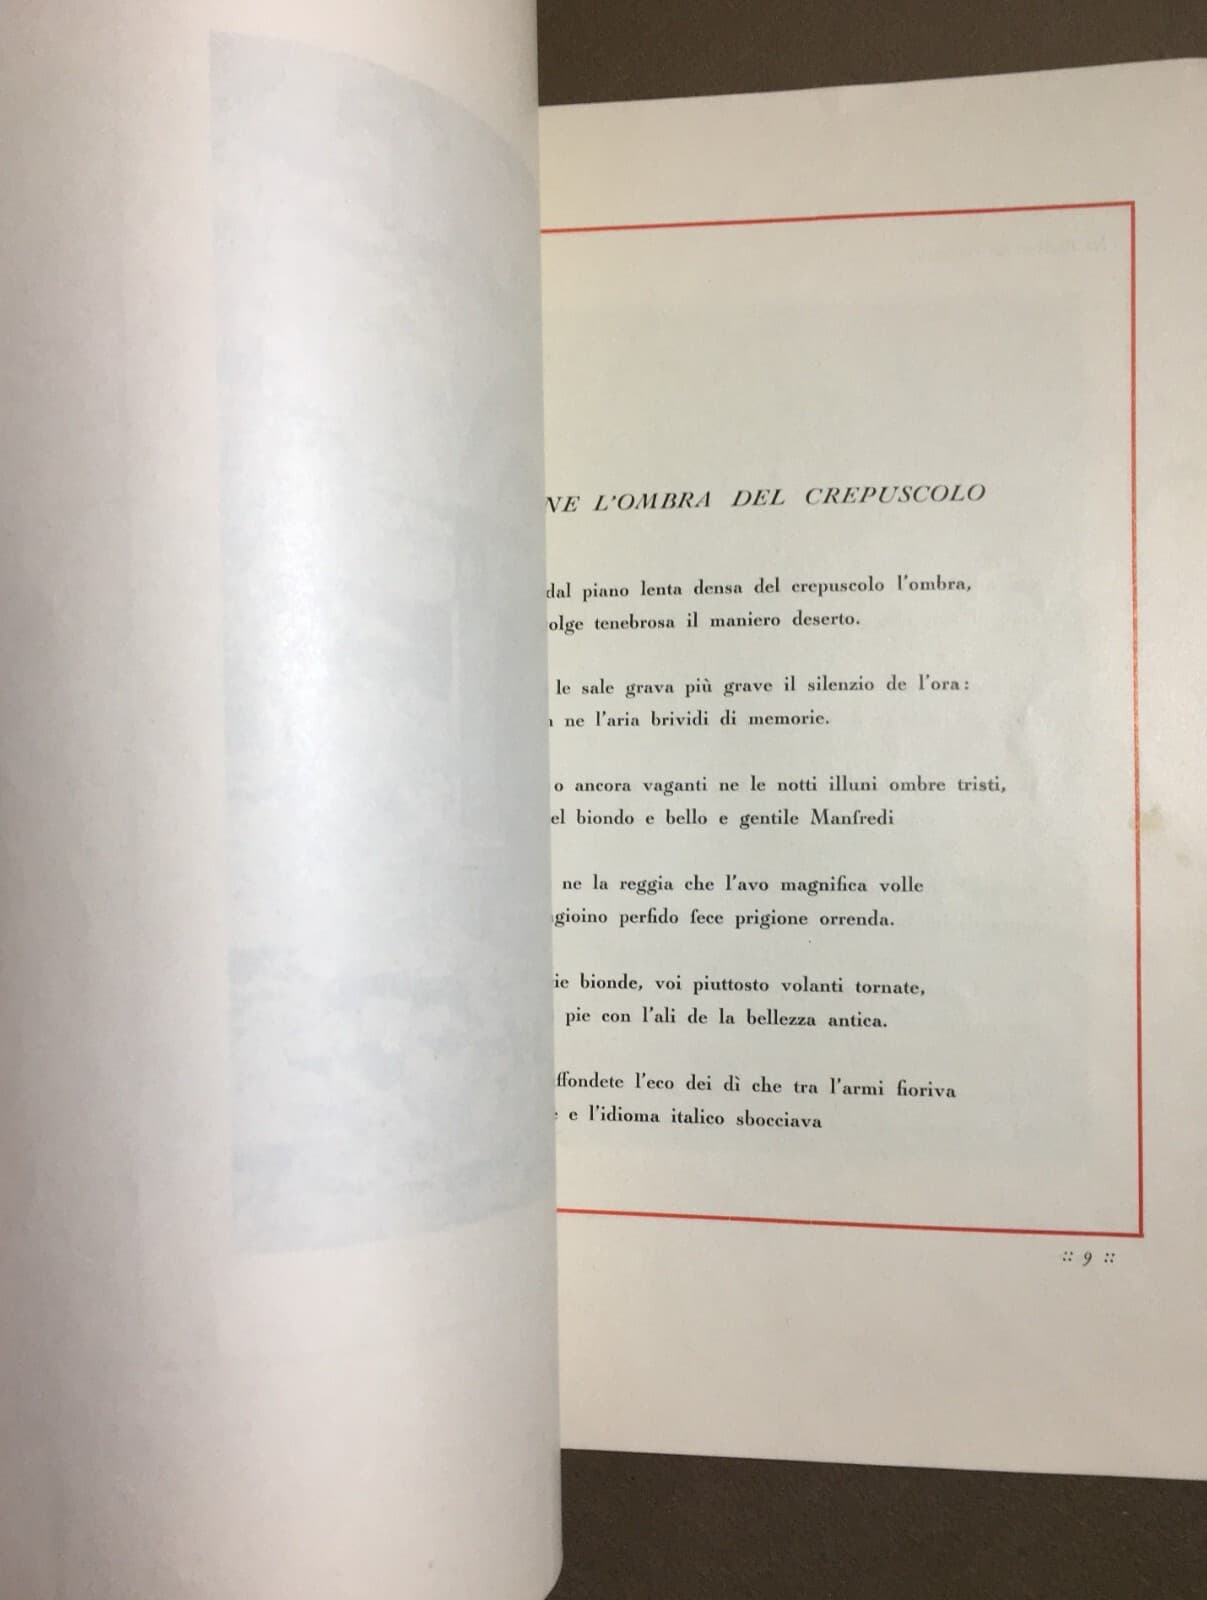 NE L'OMBRA DEL CREPUSCOLO
dal piano lenta densa del crepuscolo l'ombra,
olge tenebrosa il maniero deserto.
le sale grava più grave il silenzio de l'ora:
ne l'aria brividi di memorie.
o ancora vaganti ne le notti illuni ombre tristi,
el biondo e bello e gentile Manfredi
ne la reggia che l'avo magnifica volle
gioino perfido fece prigione orrenda.
ie bionde, voi piuttosto volanti tornate,
pie con l'ali de la bellezza antica.
ffondete l'eco dei dì che tra l'armi fioriva
e l'idioma italico sbocciava
:: 9 ::